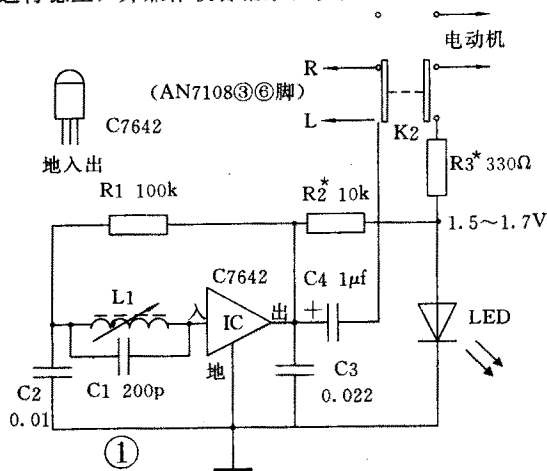 电动机
R
（AN7108③⑥脚）
L
K2
C7642
地入出
R3* 330Ω
R1 100k
R2* 10k
1.5～1.7V
C7642
C4 1μf
L1
入
IC
出
+
LED
地
C2
0.01
C1 200p
C3
0.022
①